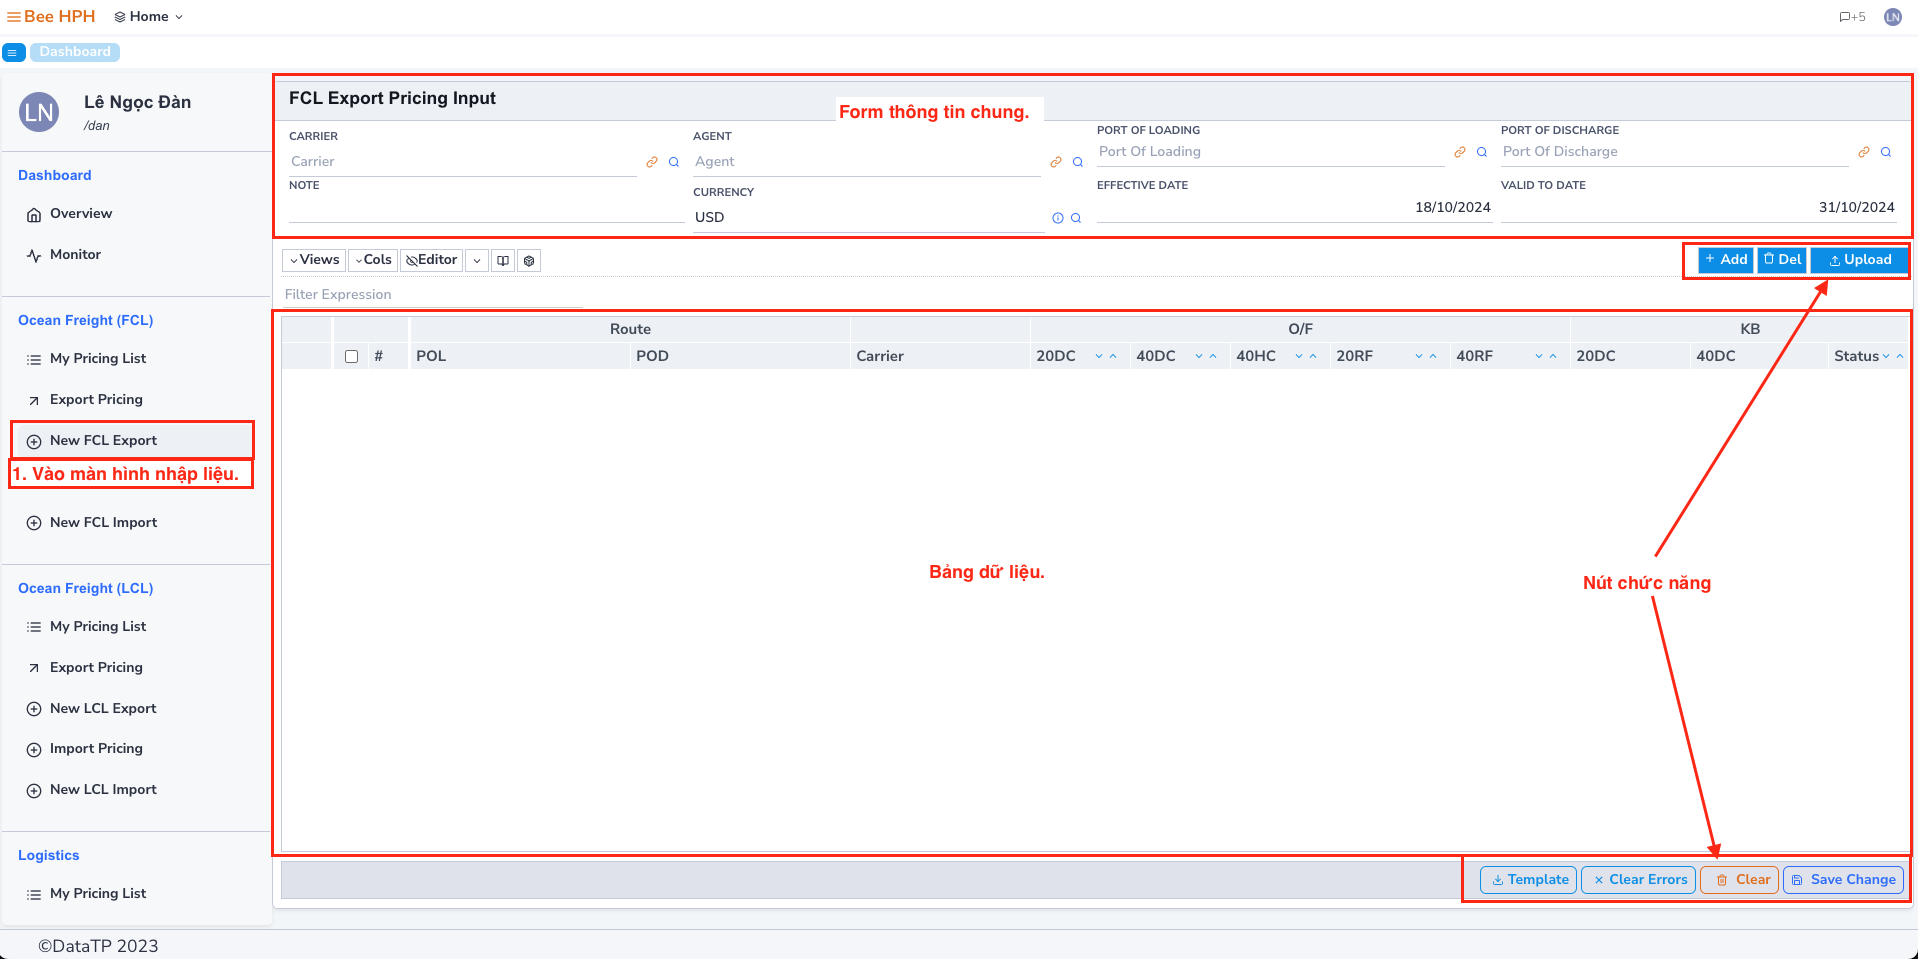 Bee HPH
Home
+5
LN
Dashboard
LN
Lê Ngọc Đàn
/dan
Dashboard
Overview
Monitor
Ocean Freight (FCL)
My Pricing List
Export Pricing
New FCL Export
1. Vào màn hình nhập liệu.
New FCL Import
Ocean Freight (LCL)
My Pricing List
Export Pricing
New LCL Export
Import Pricing
New LCL Import
Logistics
My Pricing List
FCL Export Pricing Input
Form thông tin chung.
CARRIER
Carrier
AGENT
Agent
PORT OF LOADING
Port Of Loading
PORT OF DISCHARGE
Port Of Discharge
NOTE
CURRENCY
USD
EFFECTIVE DATE
18/10/2024
VALID TO DATE
31/10/2024
Views Cols Editor
Add Del Upload
Filter Expression
Route O/F KB
# POL POD Carrier 20DC 40DC 40HC 20RF 40RF 20DC 40DC Status
Bảng dữ liệu.
Nút chức năng
Template Clear Errors Clear Save Change
©DataTP 2023